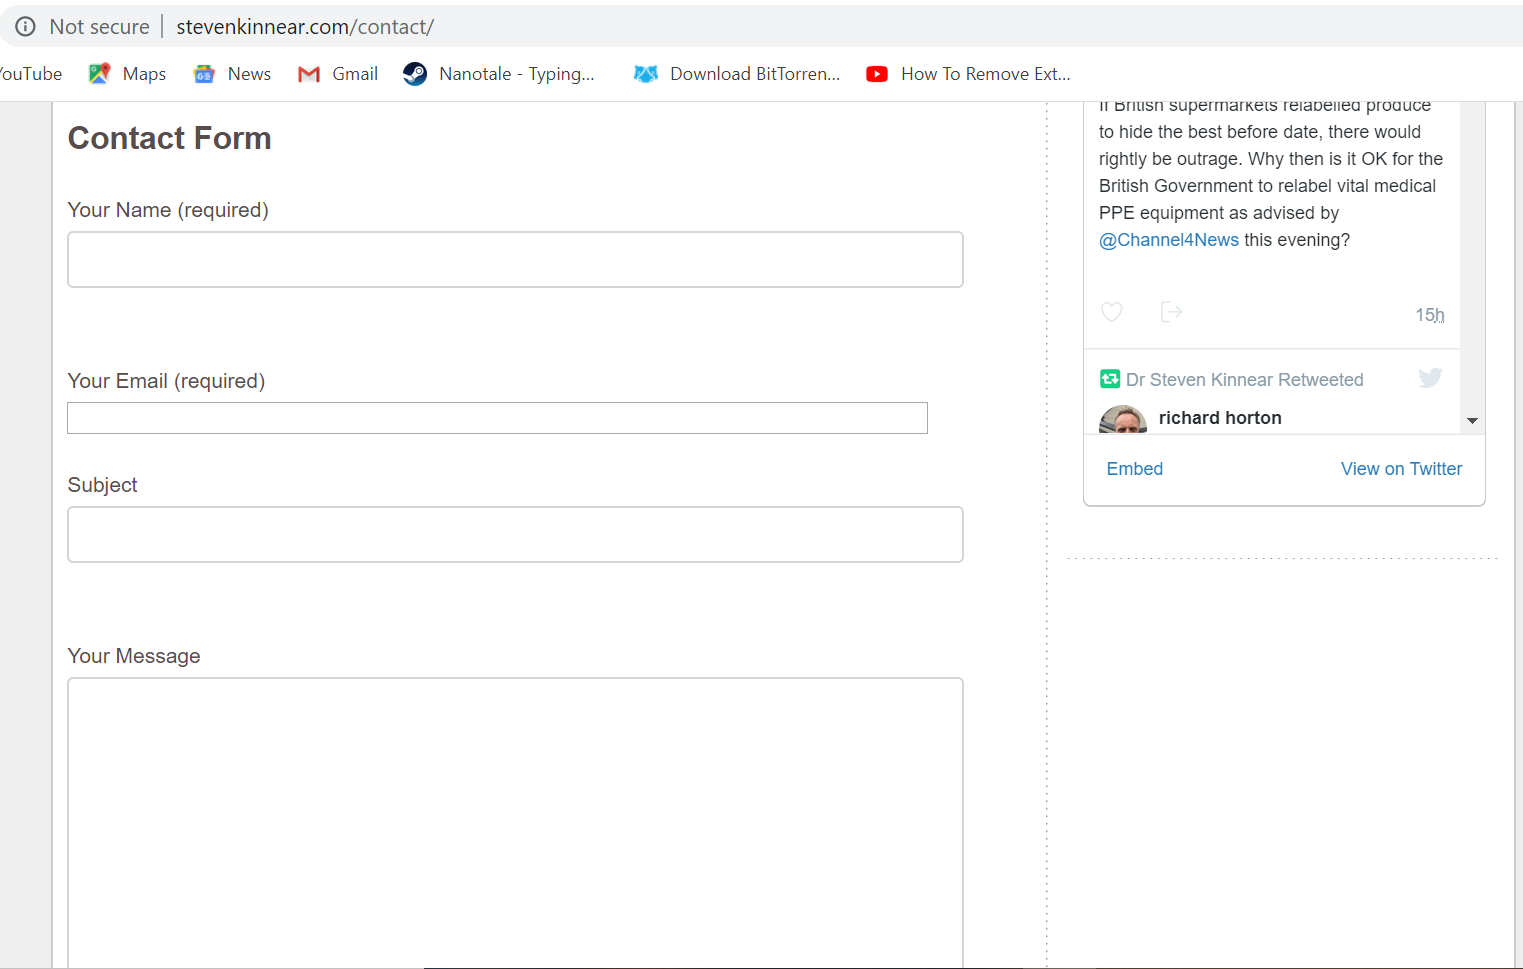 Not secure | stevenkinnear.com/contact/
YouTube Maps News Gmail Nanotale - Typing... Download BitTorren... How To Remove Ext...
Contact Form
Your Name (required)
Your Email (required)
Subject
Your Message
If British supermarkets relabelled produce
to hide the best before date, there would
rightly be outrage. Why then is it OK for the
British Government to relabel vital medical
PPE equipment as advised by
@Channel4News this evening?
15h
Dr Steven Kinnear Retweeted
richard horton
Embed View on Twitter